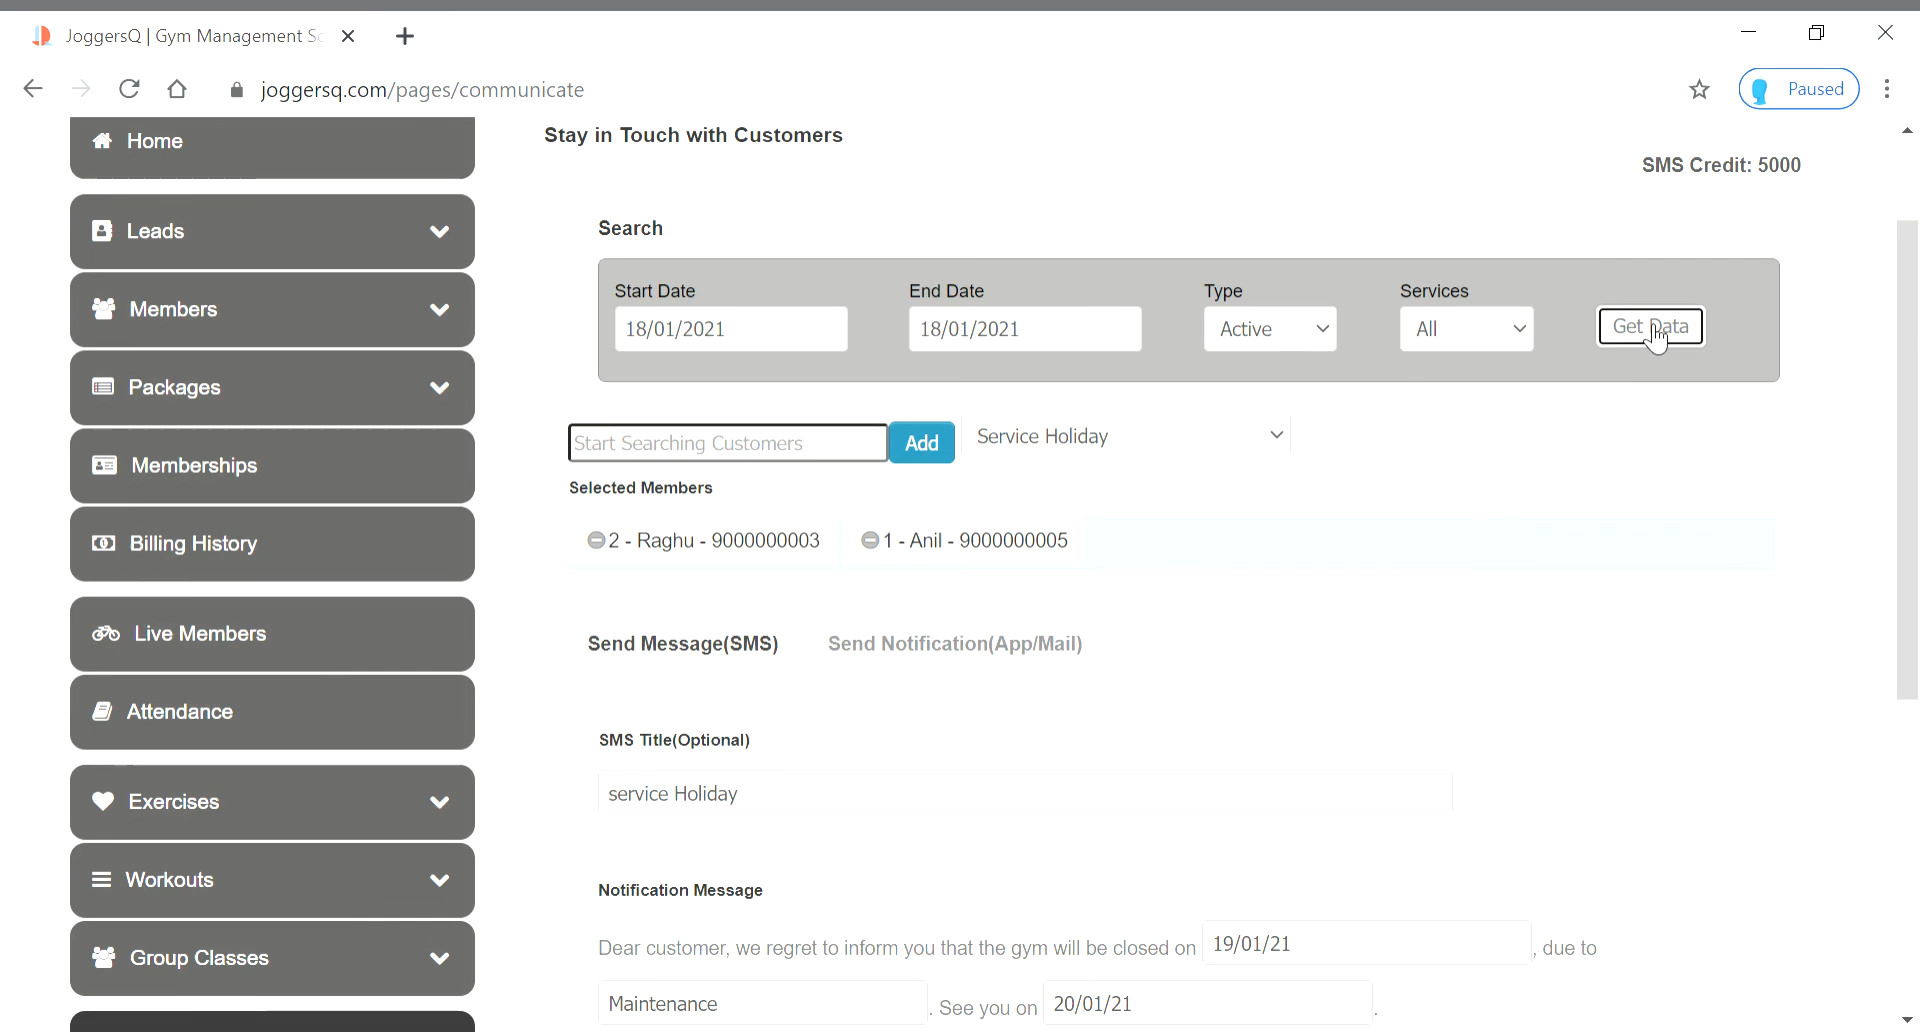 JoggersQ | Gym Management Sc
joggersq.com/pages/communicate
Paused
Home
Leads
Members
Packages
Memberships
Billing History
Live Members
Attendance
Exercises
Workouts
Group Classes
Stay in Touch with Customers
SMS Credit: 5000
Search
Start Date End Date Type Services
18/01/2021 18/01/2021 Active All Get Data
Start Searching Customers Add Service Holiday
Selected Members
2 - Raghu - 9000000003 1 - Anil - 9000000005
Send Message(SMS) Send Notification(App/Mail)
SMS Title(Optional)
service Holiday
Notification Message
Dear customer, we regret to inform you that the gym will be closed on 19/01/21 , due to
Maintenance . See you on 20/01/21 .